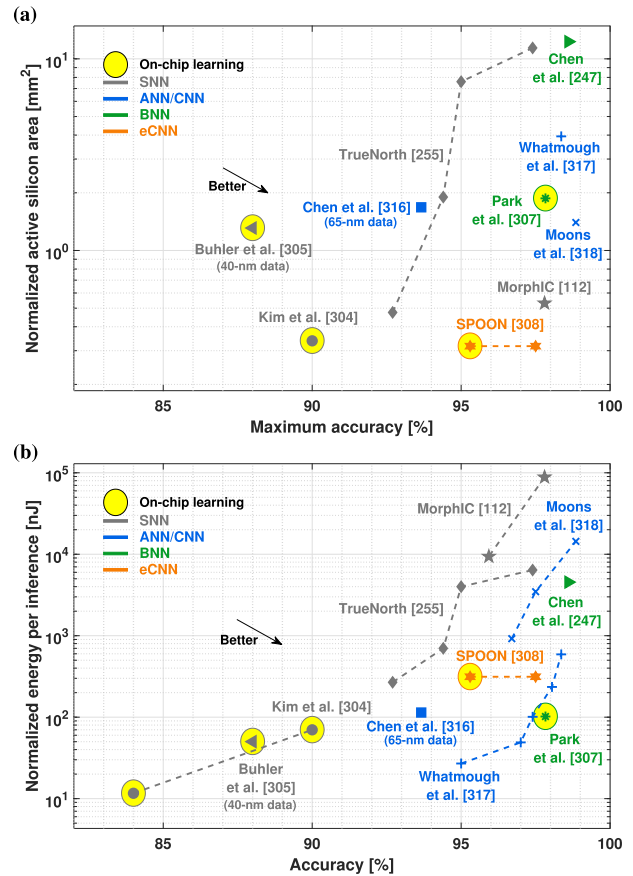 (a)
Normalized active silicon area [mm²]
10¹
10⁰
On-chip learning
SNN
ANN/CNN
BNN
eCNN
Better
Chen
et al. [247]
TrueNorth [255]
Whatmough
et al. [317]
Chen et al. [316]
(65-nm data)
Park
et al. [307]
Moons
et al. [318]
Buhler et al. [305]
(40-nm data)
MorphIC [112]
Kim et al. [304]
SPOON [308]
85
90
95
100
Maximum accuracy [%]
(b)
Normalized energy per inference [nJ]
10⁵
10⁴
10³
10²
10¹
On-chip learning
SNN
ANN/CNN
BNN
eCNN
Better
MorphIC [112]
Moons
et al. [318]
TrueNorth [255]
Chen
et al. [247]
SPOON [308]
Kim et al. [304]
Chen et al. [316]
(65-nm data)
Park
et al. [307]
Buhler
et al. [305]
(40-nm data)
Whatmough
et al. [317]
85
90
95
100
Accuracy [%]